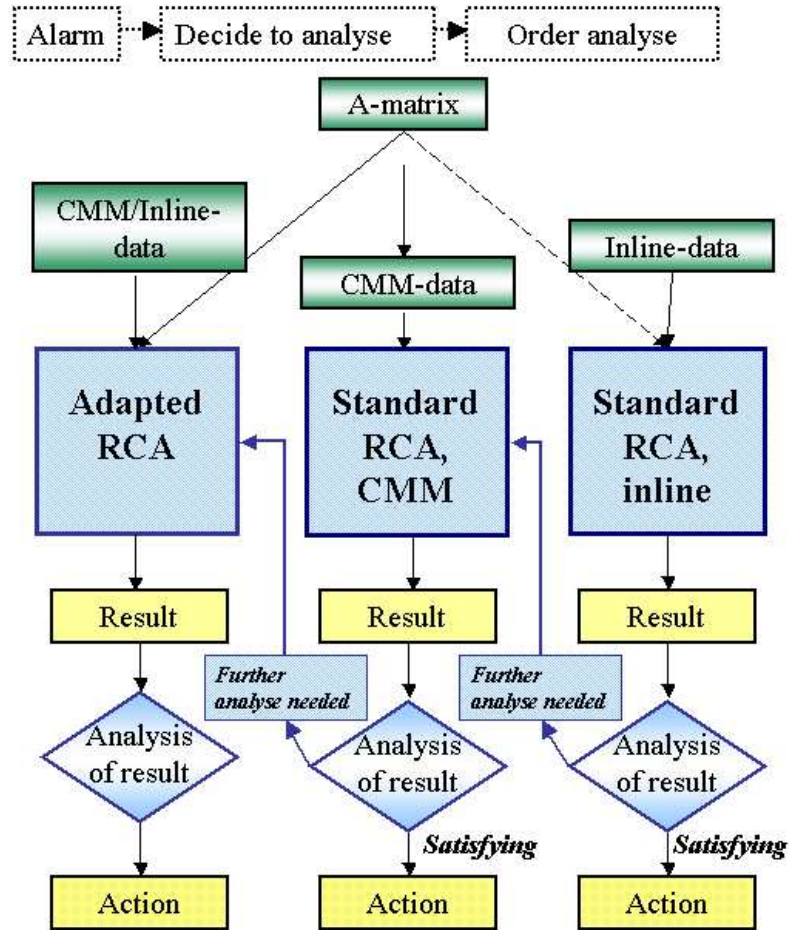 Alarm
Decide to analyse
Order analyse
A-matrix
CMM/Inline-
data
CMM-data
Inline-data
Adapted
RCA
Standard
RCA,
CMM
Standard
RCA,
inline
Result
Result
Result
Further
analyse needed
Further
analyse needed
Analysis
of result
Analysis
of result
Analysis
of result
Satisfying
Satisfying
Action
Action
Action